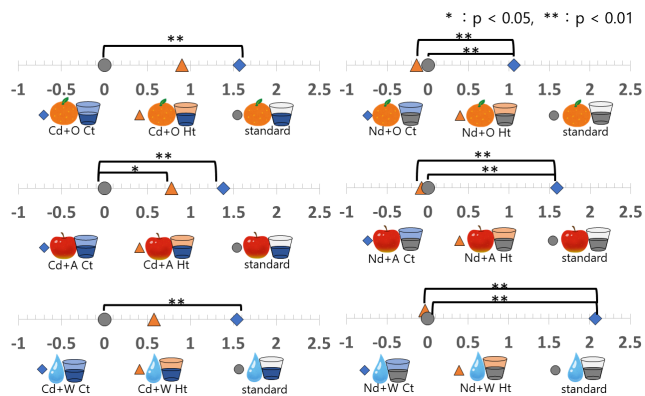 * : p < 0.05, ** : p < 0.01
**
-1 -0.5 0 0.5 1 1.5 2 2.5
Cd+O Ct Cd+O Ht standard
**
**
-1 -0.5 0 0.5 1 1.5 2 2.5
Nd+O Ct Nd+O Ht standard
**
*
-1 -0.5 0 0.5 1 1.5 2 2.5
Cd+A Ct Cd+A Ht standard
**
**
-1 -0.5 0 0.5 1 1.5 2 2.5
Nd+A Ct Nd+A Ht standard
**
-1 -0.5 0 0.5 1 1.5 2 2.5
Cd+W Ct Cd+W Ht standard
**
**
-1 -0.5 0 0.5 1 1.5 2 2.5
Nd+W Ct Nd+W Ht standard